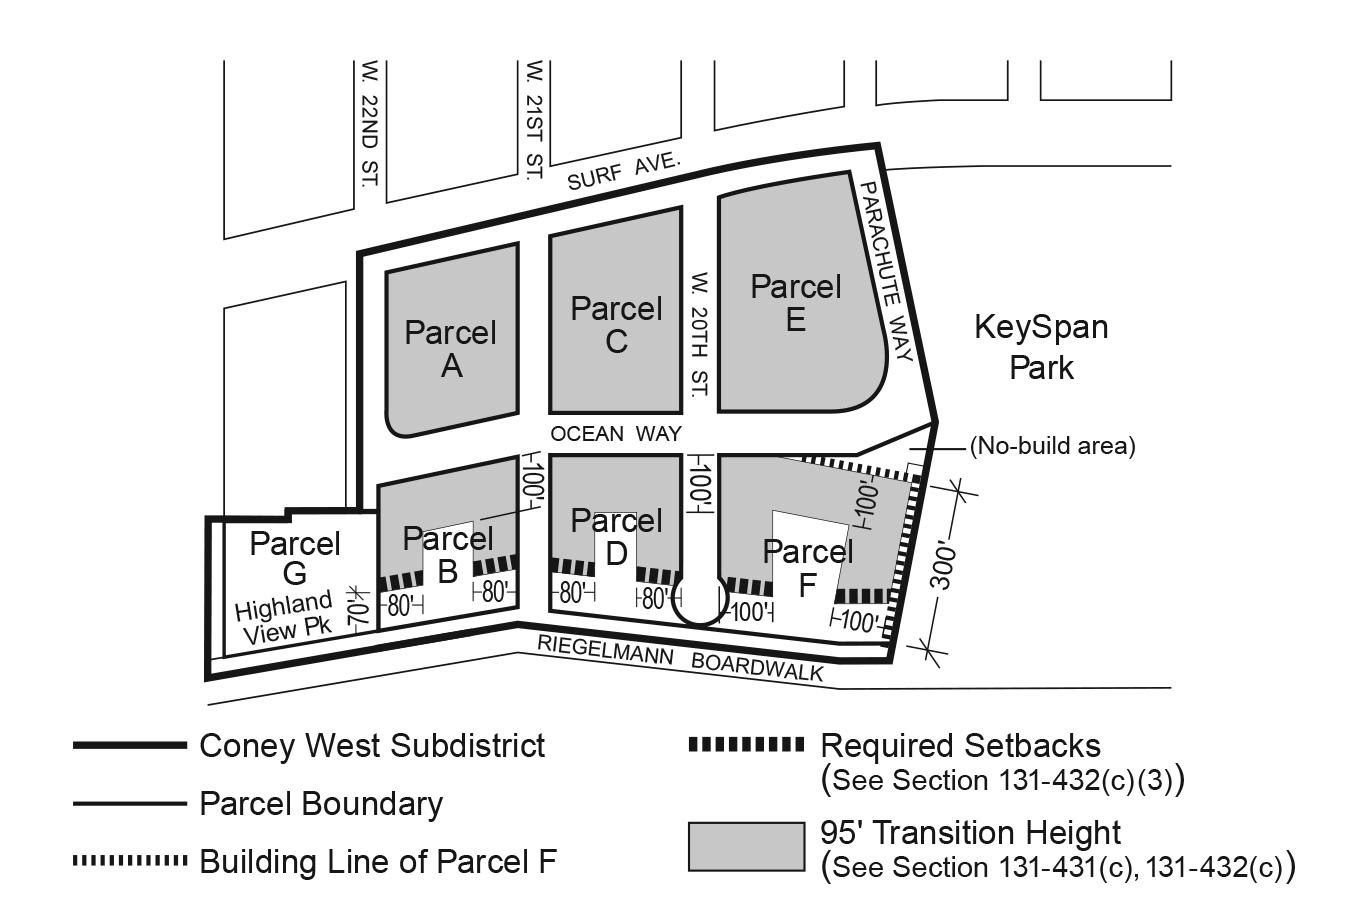 W. 22ND ST.
W. 21ST ST.
SURF AVE.
PARACHUTE WAY
Parcel
A
Parcel
C
W. 20TH ST.
Parcel
E
KeySpan
Park
OCEAN WAY
(No-build area)
100'
100'
100'
Parcel
G
Highland
View Pk
70'
Parcel
B
80'
80'
Parcel
D
80'
80'
Parcel
F
100'
100'
300'
RIEGELMANN BOARDWALK
Coney West Subdistrict
Parcel Boundary
Building Line of Parcel F
Required Setbacks
(See Section 131-432(c)(3))
95' Transition Height
(See Section 131-431(c), 131-432(c))